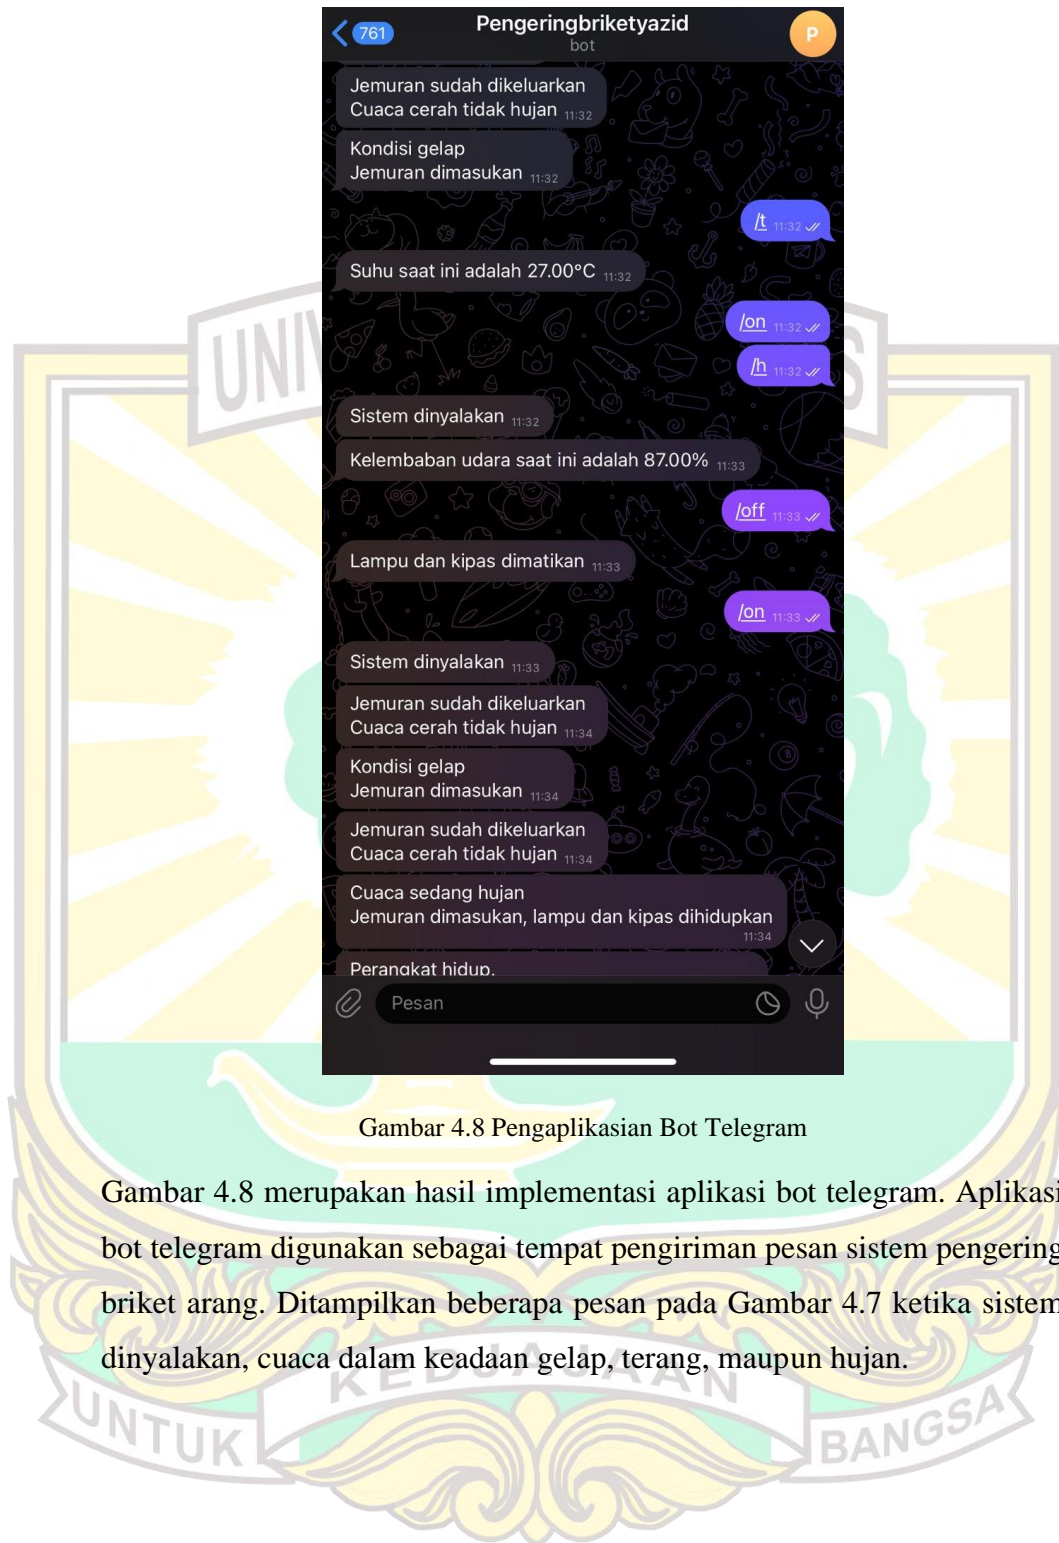 761
Pengeringbriketyazid
bot
P
Jemuran sudah dikeluarkan
Cuaca cerah tidak hujan 11:32
Kondisi gelap
Jemuran dimasukan 11:32
/t 11:32
Suhu saat ini adalah 27.00°C 11:32
/on 11:32
/h 11:32
Sistem dinyalakan 11:32
Kelembaban udara saat ini adalah 87.00% 11:33
/off 11:33
Lampu dan kipas dimatikan 11:33
/on 11:33
Sistem dinyalakan 11:33
Jemuran sudah dikeluarkan
Cuaca cerah tidak hujan 11:34
Kondisi gelap
Jemuran dimasukan 11:34
Jemuran sudah dikeluarkan
Cuaca cerah tidak hujan 11:34
Cuaca sedang hujan
Jemuran dimasukan, lampu dan kipas dihidupkan
11:34
Perangkat hidup.
Pesan
Gambar 4.8 Pengaplikasian Bot Telegram
Gambar 4.8 merupakan hasil implementasi aplikasi bot telegram. Aplikasi
bot telegram digunakan sebagai tempat pengiriman pesan sistem pengering
briket arang. Ditampilkan beberapa pesan pada Gambar 4.7 ketika sistem
dinyalakan, cuaca dalam keadaan gelap, terang, maupun hujan.
UNTUK KEDJAJAAN BANGSA